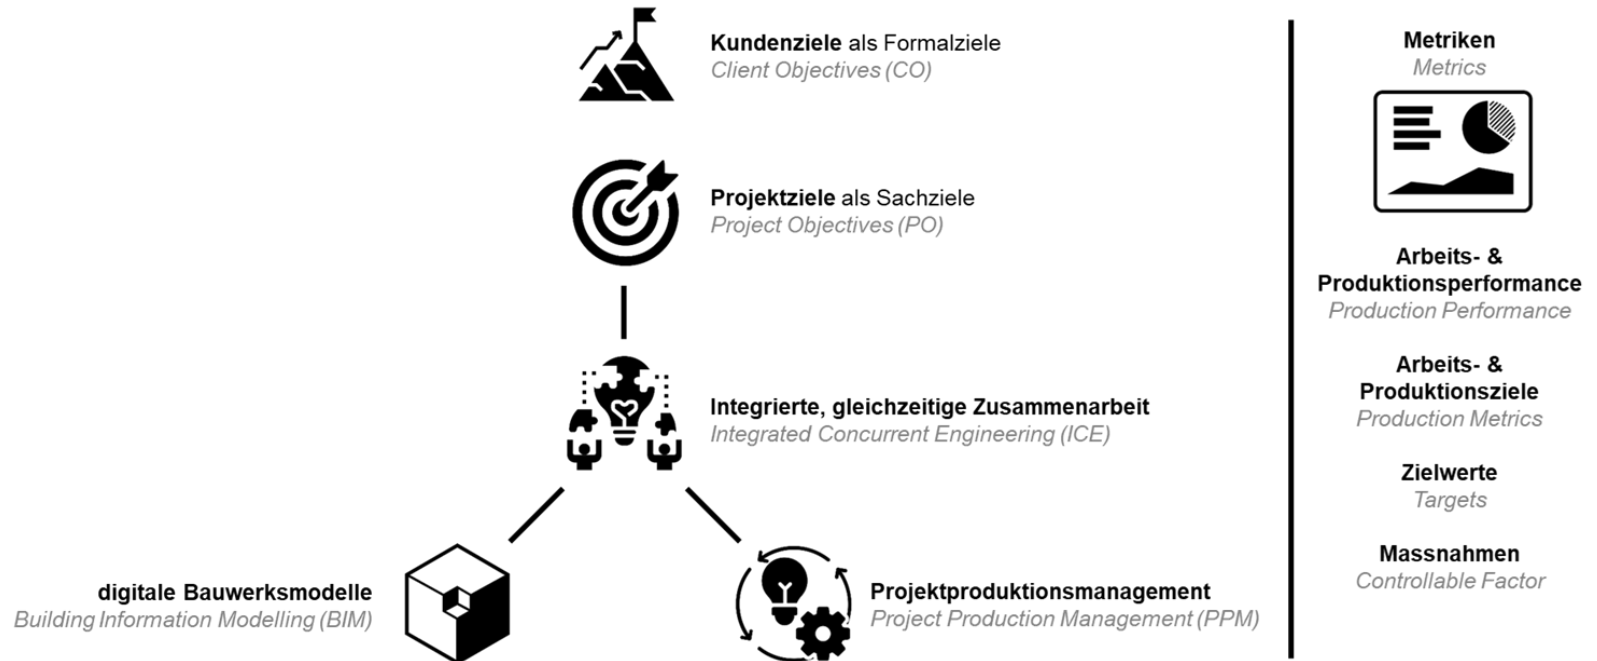 Kundenziele als Formalziele
Client Objectives (CO)
Projektziele als Sachziele
Project Objectives (PO)
Integrierte, gleichzeitige Zusammenarbeit
Integrated Concurrent Engineering (ICE)
digitale Bauwerksmodelle
Building Information Modelling (BIM)
Projektproduktionsmanagement
Project Production Management (PPM)
Metriken
Metrics
Arbeits- &
Produktionsperformance
Production Performance
Arbeits- &
Produktionsziele
Production Metrics
Zielwerte
Targets
Massnahmen
Controllable Factor